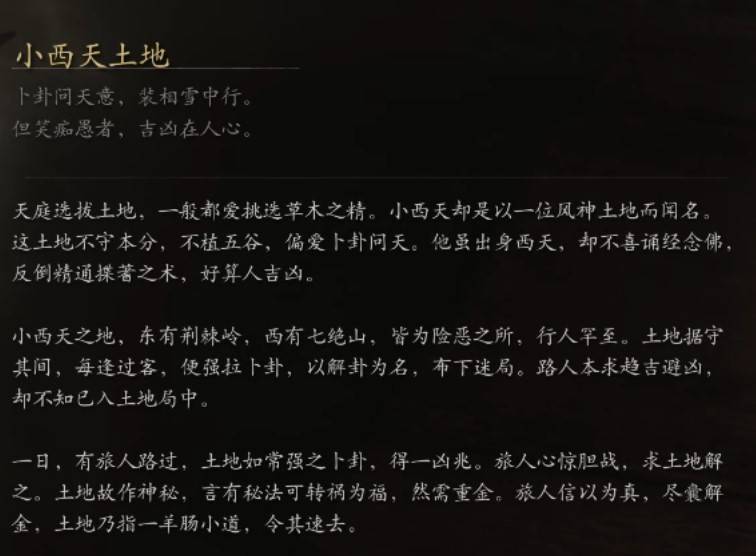 小西天土地
卜卦问天意，装相雪中行。
但笑痴愚者，吉凶在人心。
天庭选拔土地，一般都爱挑选草木之精。小西天却是以一位风神土地而闻名。
这土地不守本分，不植五谷，偏爱卜卦问天。他虽出身西天，却不喜诵经念佛，
反倒精通揲蓍之术，好算人吉凶。
小西天之地，东有荆棘岭，西有七绝山，皆为险恶之所，行人罕至。土地据守
其间，每逢过客，便强拉卜卦，以解卦为名，布下迷局。路人本求趋吉避凶，
却不知已入土地局中。
一日，有旅人路过，土地如常强之卜卦，得一凶兆。旅人心惊胆战，求土地解
之。土地故作神秘，言有秘法可转祸为福，然需重金。旅人信以为真，尽囊解
金，土地乃指一羊肠小道，令其速去。